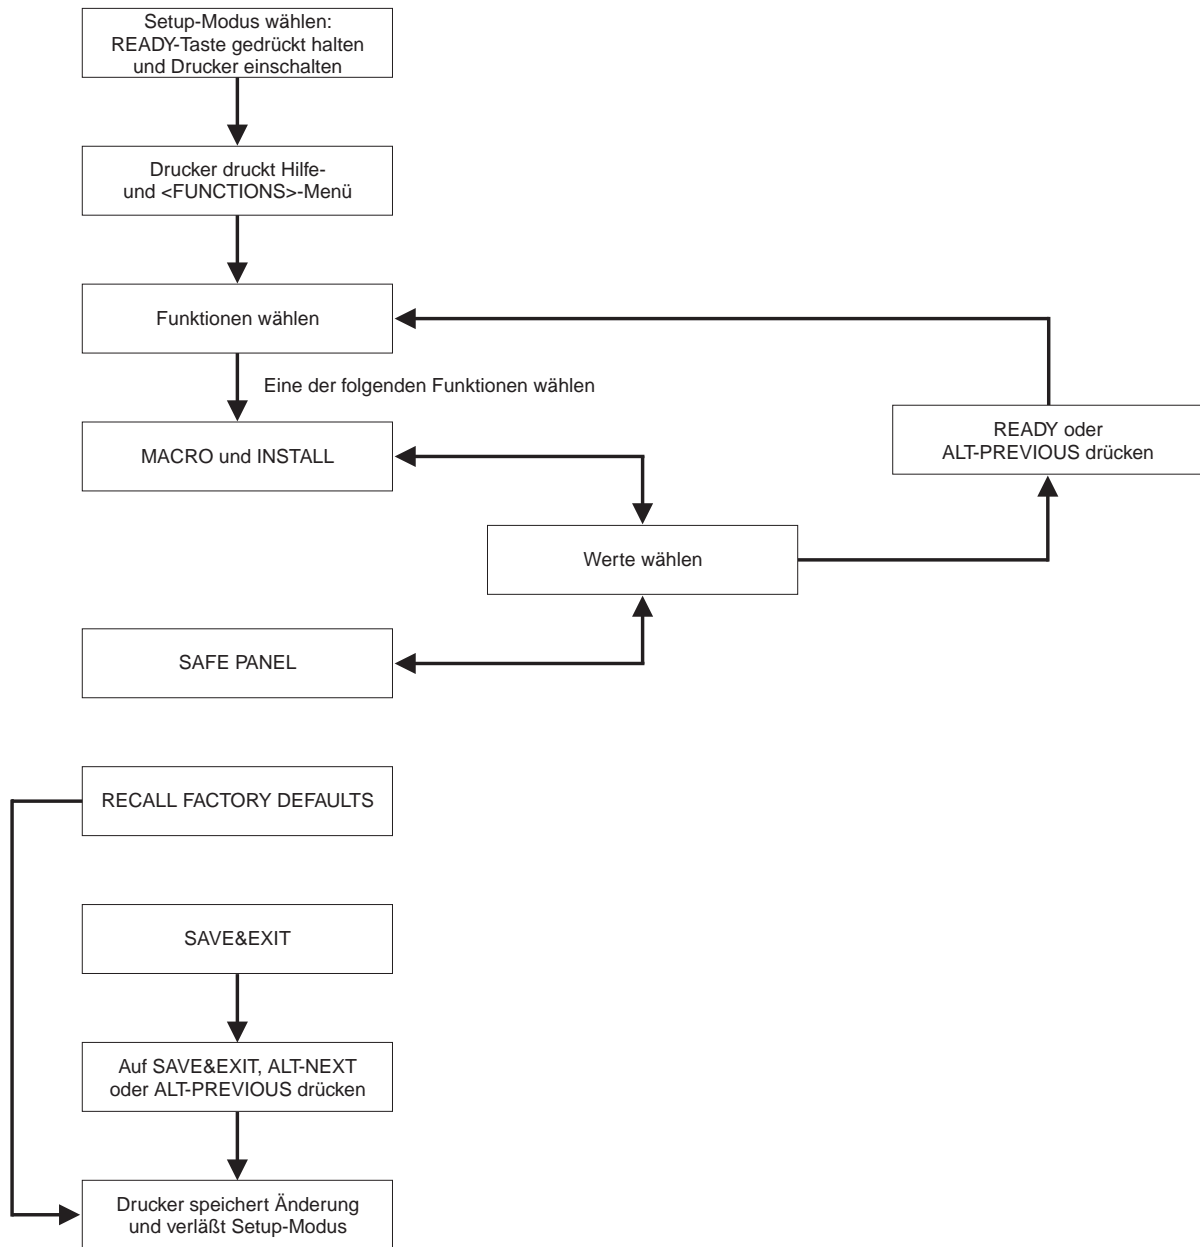 Setup-Modus wählen:
READY-Taste gedrückt halten
und Drucker einschalten
Drucker druckt Hilfe-
und <FUNCTIONS>-Menü
Funktionen wählen
Eine der folgenden Funktionen wählen
MACRO und INSTALL
READY oder
ALT-PREVIOUS drücken
Werte wählen
SAFE PANEL
RECALL FACTORY DEFAULTS
SAVE&EXIT
Auf SAVE&EXIT, ALT-NEXT
oder ALT-PREVIOUS drücken
Drucker speichert Änderung
und verläßt Setup-Modus